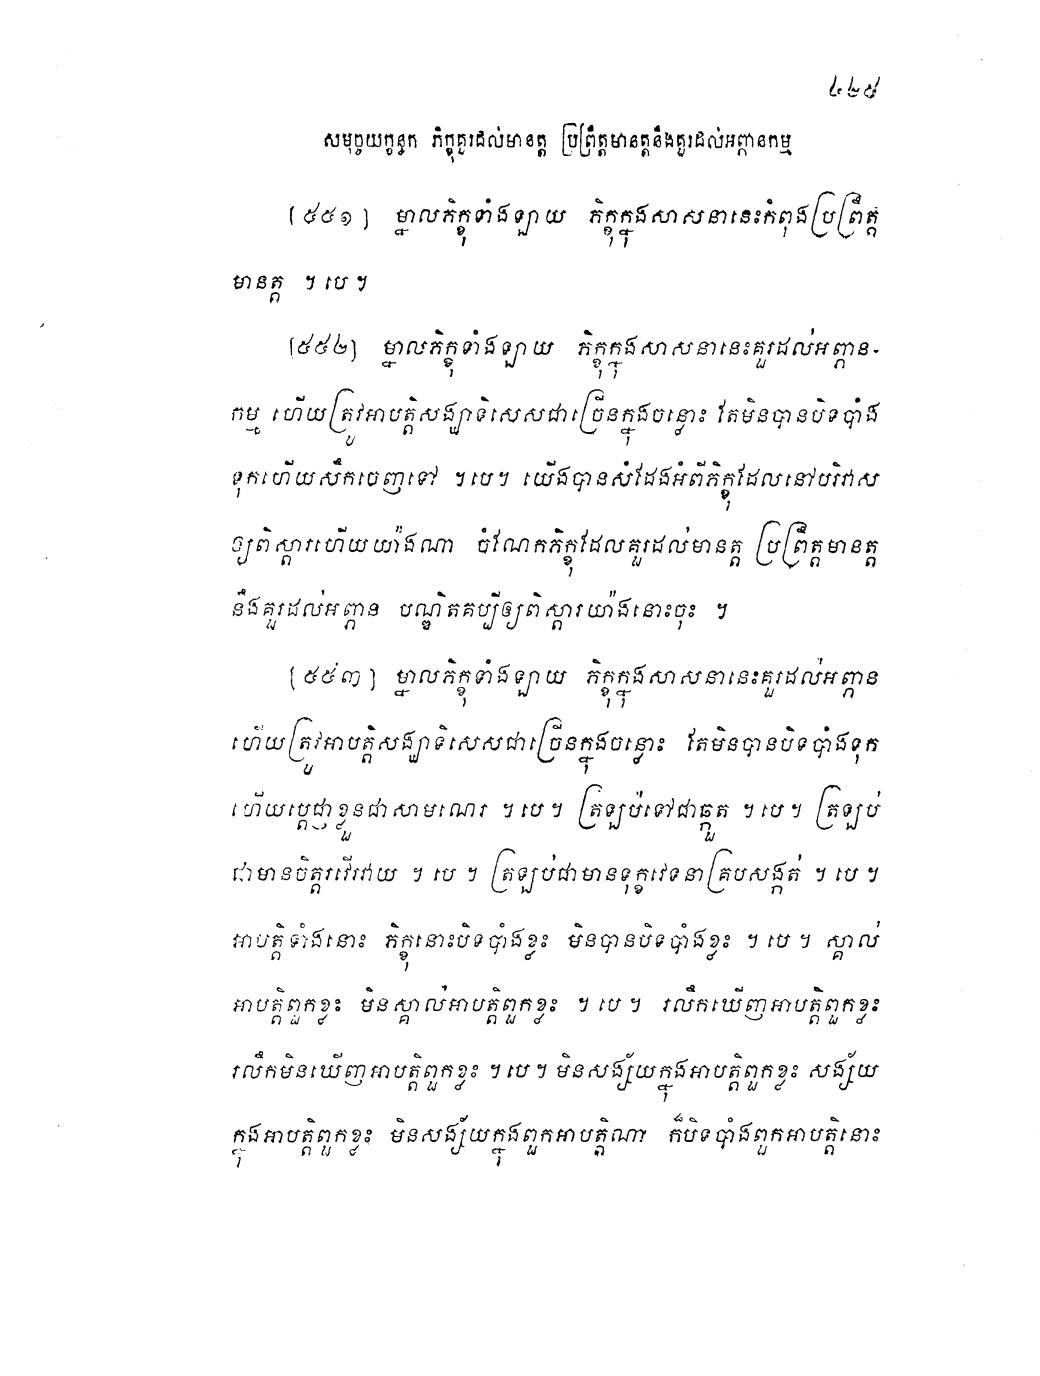 ៤២៥
សមុច្ចយក្ខន្ធក ភិក្ខុគួរដល់មានត្ត ប្រព្រឹត្តមានត្តនឹងគួរដល់អព្ភានកម្ម
(៥៥១) ម្នាលភិក្ខុទាំងឡាយ ភិក្ខុក្នុងសាសនានេះកំពុងប្រព្រឹត្ត
មានត្ត ។ បេ ។
(៥៥២) ម្នាលភិក្ខុទាំងឡាយ ភិក្ខុក្នុងសាសនានេះគួរដល់អព្ភាន-
កម្ម ហើយត្រូវអាបត្តិសង្ឃាទិសេសជាច្រើនក្នុងចន្លោះ តែមិនបានបិទបាំង
ទុកហើយសឹកចេញទៅ ។ បេ ។ យើងបានសំដែងអំពីភិក្ខុដែលនៅបរិវាស
ឲ្យពិស្តារហើយយ៉ាងណា ចំណែកភិក្ខុដែលគួរដល់មានត្ត ប្រព្រឹត្តមានត្ត
នឹងគួរដល់អព្ភាន បណ្ឌិតគប្បីឲ្យពិស្តារយ៉ាងនោះចុះ ។
(៥៥៣) ម្នាលភិក្ខុទាំងឡាយ ភិក្ខុក្នុងសាសនានេះគួរដល់អព្ភាន
ហើយត្រូវអាបត្តិសង្ឃាទិសេសជាច្រើនក្នុងចន្លោះ តែមិនបានបិទបាំងទុក
ហើយប្តេជ្ញាខ្លួនជាសាមណេរ ។ បេ ។ ត្រឡប់ទៅជាឆ្កួត ។ បេ ។ ត្រឡប់
ជាមានចិត្តរវើរវាយ ។ បេ ។ ត្រឡប់ជាមានទុក្ខវេទនាគ្របសង្កត់ ។ បេ ។
អាបត្តិទាំងនោះ ភិក្ខុនោះបិទបាំងខ្លះ មិនបានបិទបាំងខ្លះ ។ បេ ។ ស្គាល់
អាបត្តិពួកខ្លះ មិនស្គាល់អាបត្តិពួកខ្លះ ។ បេ ។ រលឹកឃើញអាបត្តិពួកខ្លះ
រលឹកមិនឃើញអាបត្តិពួកខ្លះ ។ បេ ។ មិនសង្ស័យក្នុងអាបត្តិពួកខ្លះ សង្ស័យ
ក្នុងអាបត្តិពួកខ្លះ មិនសង្ស័យក្នុងពួកអាបត្តិណា ក៏បិទបាំងពួកអាបត្តិនោះ